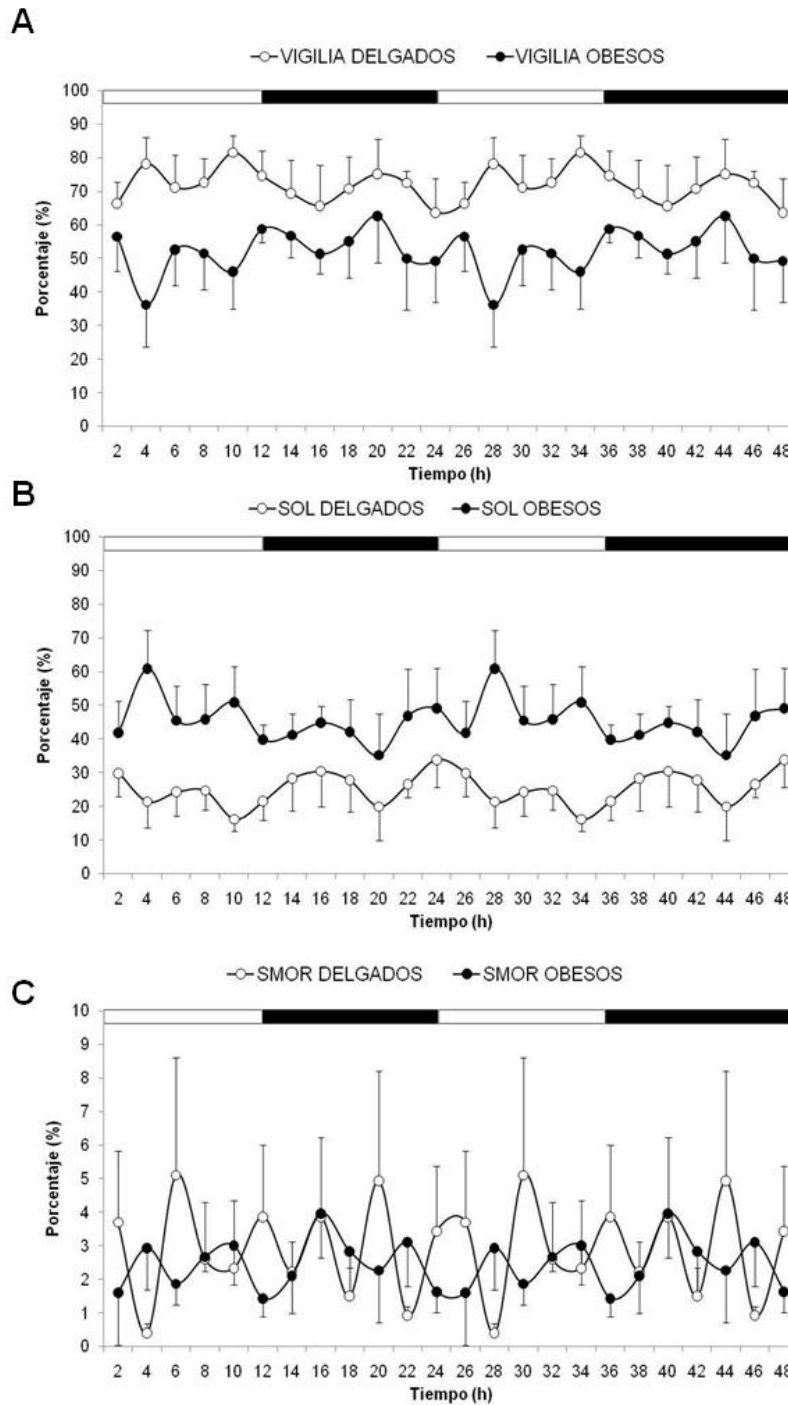 A
VIGILIA DELGADOS VIGILIA OBESOS
100
90
80
70
60
50
40
30
20
10
0
Porcentaje (%)
2 4 6 8 10 12 14 16 18 20 22 24 26 28 30 32 34 36 38 40 42 44 46 48
Tiempo (h)
B
SOL DELGADOS SOL OBESOS
100
90
80
70
60
50
40
30
20
10
0
Porcentaje (%)
2 4 6 8 10 12 14 16 18 20 22 24 26 28 30 32 34 36 38 40 42 44 46 48
Tiempo (h)
C
SMOR DELGADOS SMOR OBESOS
10
9
8
7
6
5
4
3
2
1
0
Porcentaje (%)
2 4 6 8 10 12 14 16 18 20 22 24 26 28 30 32 34 36 38 40 42 44 46 48
Tiempo (h)